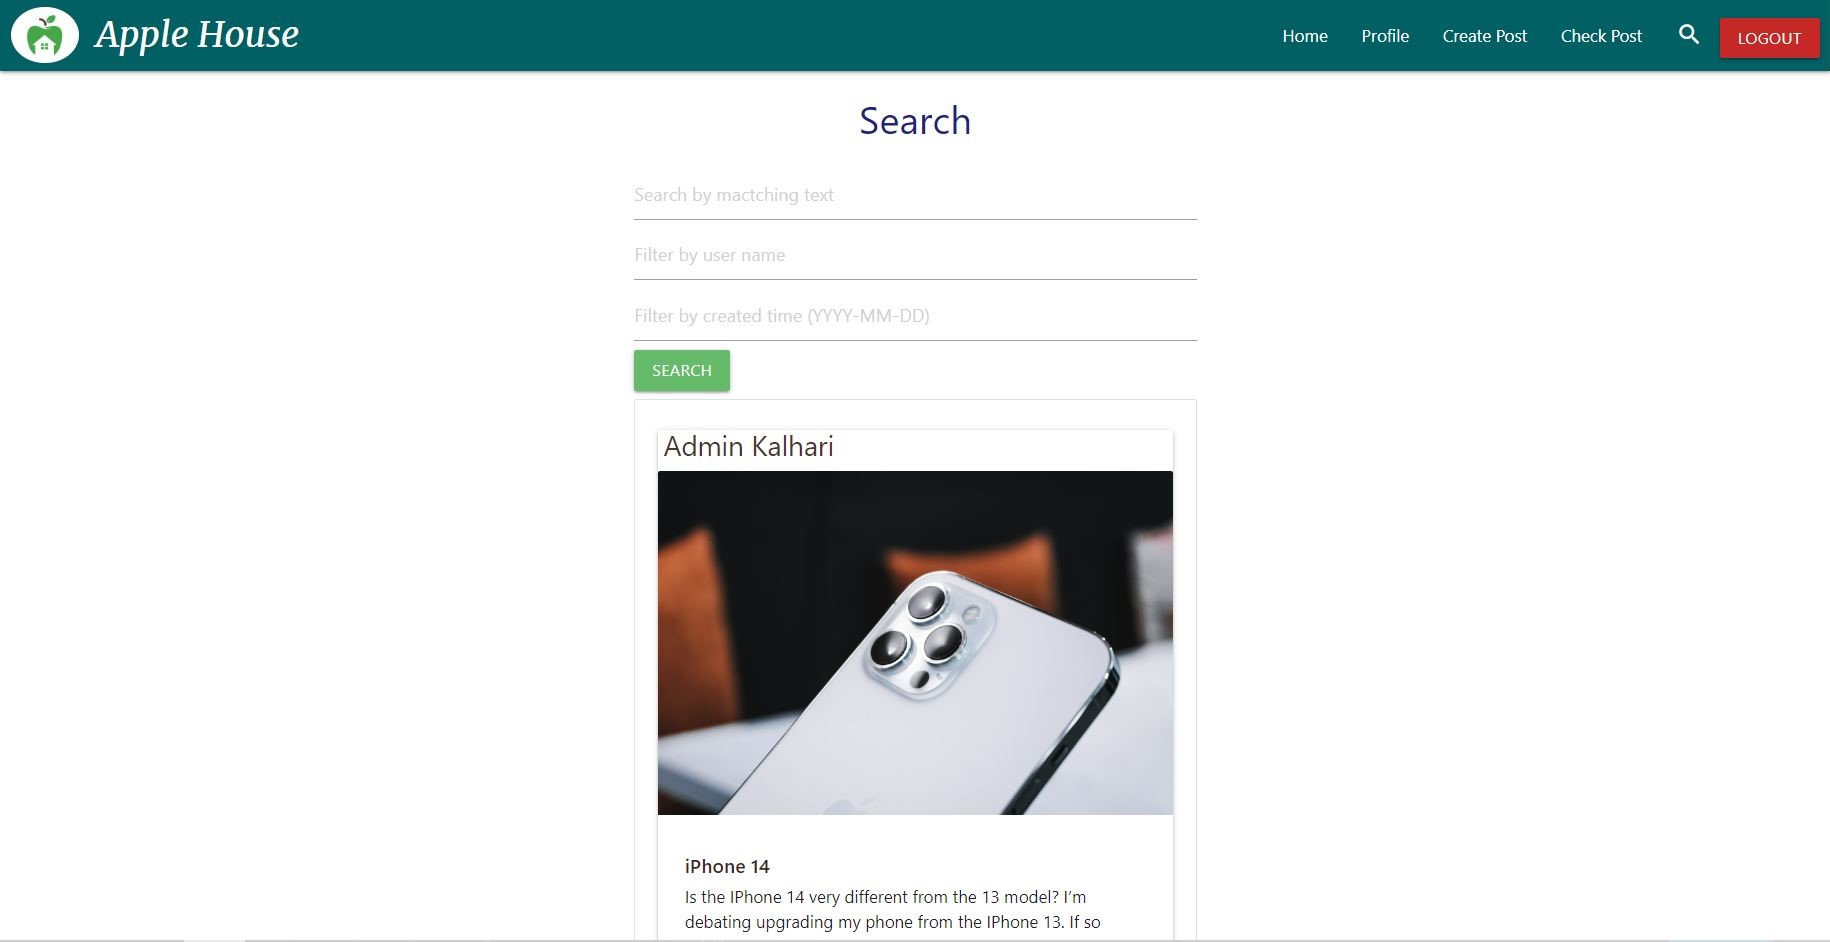 Apple House
Home Profile Create Post Check Post LOGOUT
Search
Search by mactching text
Filter by user name
Filter by created time (YYYY-MM-DD)
SEARCH
Admin Kalhari
iPhone 14
Is the IPhone 14 very different from the 13 model? I’m
debating upgrading my phone from the IPhone 13. If so